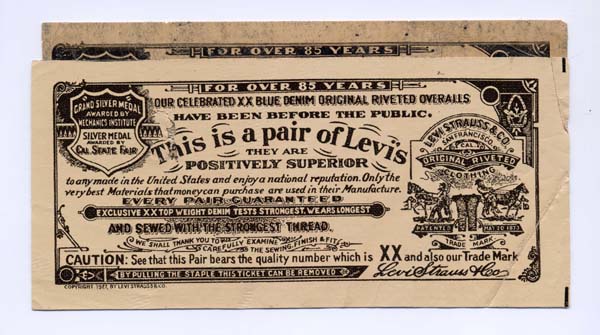 FOR OVER 85 YEARS
FOR OVER 85 YEARS
GRAND SILVER MEDAL
AWARDED BY
MECHANICS INSTITUTE
SILVER MEDAL
AWARDED BY
CAL STATE FAIR
OUR CELEBRATED XX BLUE DENIM ORIGINAL RIVETED OVERALLS
HAVE BEEN BEFORE THE PUBLIC.
This is a pair of Levi's
THEY ARE
POSITIVELY SUPERIOR
to any made in the United States and enjoy a national reputation. Only the
very best Materials that money can purchase are used in their Manufacture.
EVERY PAIR GUARANTEED
EXCLUSIVE XX TOP WEIGHT DENIM TESTS STRONGEST, WEARS LONGEST
AND SEWED WITH THE STRONGEST THREAD.
WE SHALL THANK YOU TO CAREFULLY EXAMINE THE SEWING, FINISH & FIT
LEVI STRAUSS & CO.
SAN FRANCISCO
CAL.
ORIGINAL RIVETED
CLOTHING
PATENTED MAY 20 1873
TRADE MARK
CAUTION: See that this Pair bears the quality number which is XX and also our Trade Mark
BY PULLING THE STAPLE THIS TICKET CAN BE REMOVED
Levi Strauss & Co
COPYRIGHT, 1927, BY LEVI STRAUSS & CO.